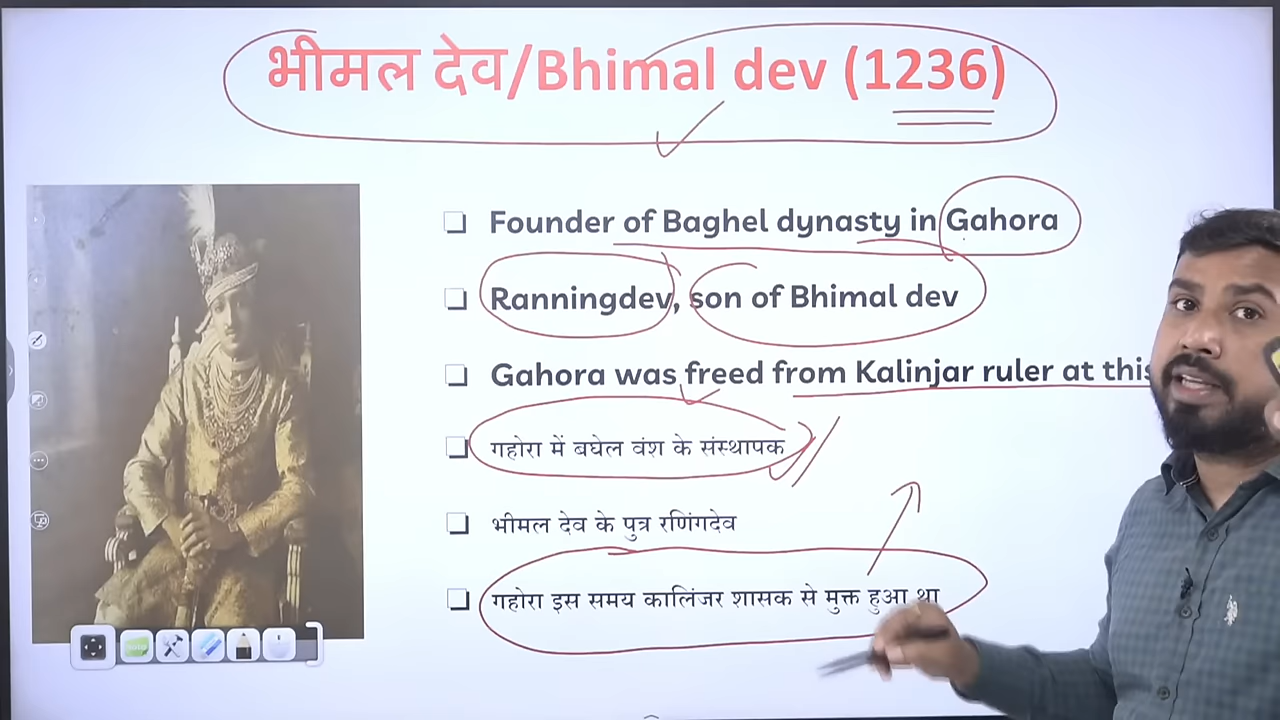 भीमल देव/Bhimal dev (1236)
Founder of Baghel dynasty in Gahora
Ranningdev, son of Bhimal dev
Gahora was freed from Kalinjar ruler at this
गहोरा में बघेल वंश के संस्थापक
भीमल देव के पुत्र रणिंगदेव
गहोरा इस समय कालिंजर शासक से मुक्त हुआ था